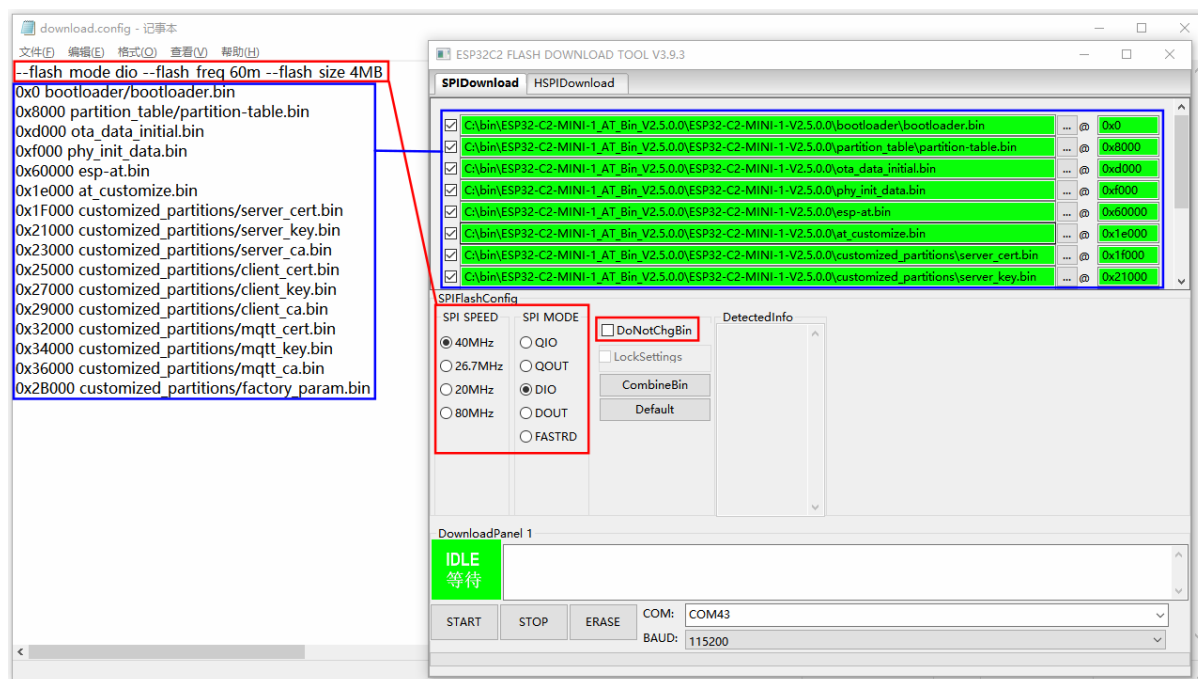 download.config - 记事本
文件(F) 编辑(E) 格式(O) 查看(V) 帮助(H)
--flash_mode dio --flash_freq 60m --flash_size 4MB
0x0 bootloader/bootloader.bin
0x8000 partition_table/partition-table.bin
0xd000 ota_data_initial.bin
0xf000 phy_init_data.bin
0x60000 esp-at.bin
0x1e000 at_customize.bin
0x1F000 customized_partitions/server_cert.bin
0x21000 customized_partitions/server_key.bin
0x23000 customized_partitions/server_ca.bin
0x25000 customized_partitions/client_cert.bin
0x27000 customized_partitions/client_key.bin
0x29000 customized_partitions/client_ca.bin
0x32000 customized_partitions/mqtt_cert.bin
0x34000 customized_partitions/mqtt_key.bin
0x36000 customized_partitions/mqtt_ca.bin
0x2B000 customized_partitions/factory_param.bin
ESP32C2 FLASH DOWNLOAD TOOL V3.9.3
SPIDownload HSPIDownload
C:\bin\ESP32-C2-MINI-1_AT_Bin_V2.5.0.0\ESP32-C2-MINI-1-V2.5.0.0\bootloader\bootloader.bin ... @ 0x0
C:\bin\ESP32-C2-MINI-1_AT_Bin_V2.5.0.0\ESP32-C2-MINI-1-V2.5.0.0\partition_table\partition-table.bin ... @ 0x8000
C:\bin\ESP32-C2-MINI-1_AT_Bin_V2.5.0.0\ESP32-C2-MINI-1-V2.5.0.0\ota_data_initial.bin ... @ 0xd000
C:\bin\ESP32-C2-MINI-1_AT_Bin_V2.5.0.0\ESP32-C2-MINI-1-V2.5.0.0\phy_init_data.bin ... @ 0xf000
C:\bin\ESP32-C2-MINI-1_AT_Bin_V2.5.0.0\ESP32-C2-MINI-1-V2.5.0.0\esp-at.bin ... @ 0x60000
C:\bin\ESP32-C2-MINI-1_AT_Bin_V2.5.0.0\ESP32-C2-MINI-1-V2.5.0.0\at_customize.bin ... @ 0x1e000
C:\bin\ESP32-C2-MINI-1_AT_Bin_V2.5.0.0\ESP32-C2-MINI-1-V2.5.0.0\customized_partitions\server_cert.bin ... @ 0x1f000
C:\bin\ESP32-C2-MINI-1_AT_Bin_V2.5.0.0\ESP32-C2-MINI-1-V2.5.0.0\customized_partitions\server_key.bin ... @ 0x21000
SPIFlashConfig
SPI SPEED SPI MODE DetectedInfo
DoNotChgBin
40MHz QIO
LockSettings
26.7MHz QOUT
CombineBin
20MHz DIO
Default
80MHz DOUT
FASTRD
DownloadPanel 1
IDLE
等待
START STOP ERASE
COM: COM43
BAUD: 115200